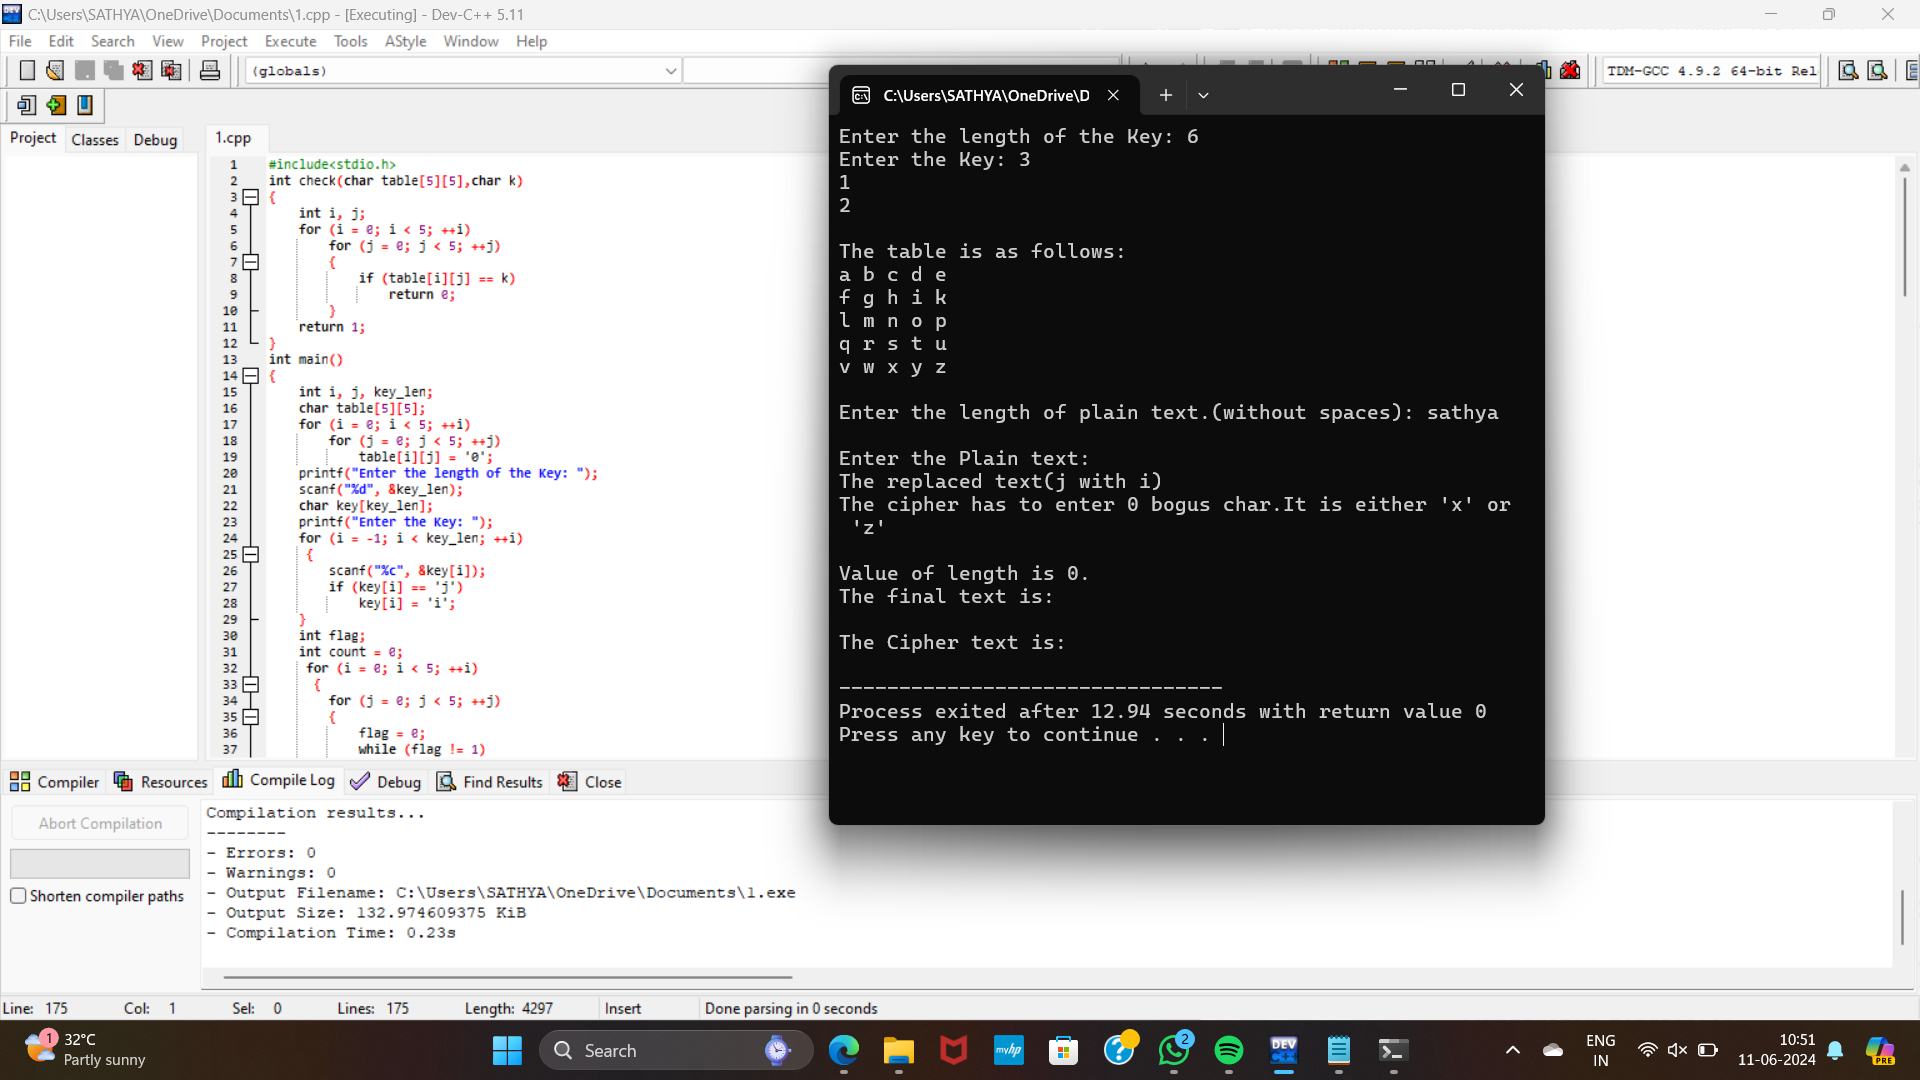 C:\Users\SATHYA\OneDrive\Documents\1.cpp - [Executing] - Dev-C++ 5.11
File Edit Search View Project Execute Tools AStyle Window Help
(globals)
TDM-GCC 4.9.2 64-bit Rel
Project Classes Debug
1.cpp
1 #include<stdio.h>
2 int check(char table[5][5],char k)
3 {
4 int i, j;
5 for (i = 0; i < 5; ++i)
6 for (j = 0; j < 5; ++j)
7 {
8 if (table[i][j] == k)
9 return 0;
10 }
11 return 1;
12 }
13 int main()
14 {
15 int i, j, key_len;
16 char table[5][5];
17 for (i = 0; i < 5; ++i)
18 for (j = 0; j < 5; ++j)
19 table[i][j] = '0';
20 printf("Enter the length of the Key: ");
21 scanf("%d", &key_len);
22 char key[key_len];
23 printf("Enter the Key: ");
24 for (i = -1; i < key_len; ++i)
25 {
26 scanf("%c", &key[i]);
27 if (key[i] == 'j')
28 key[i] = 'i';
29 }
30 int flag;
31 int count = 0;
32 for (i = 0; i < 5; ++i)
33 {
34 for (j = 0; j < 5; ++j)
35 {
36 flag = 0;
37 while (flag != 1)
C:\Users\SATHYA\OneDrive\D
Enter the length of the Key: 6
Enter the Key: 3
1
2
The table is as follows:
a b c d e
f g h i k
l m n o p
q r s t u
v w x y z
Enter the length of plain text.(without spaces): sathya
Enter the Plain text:
The replaced text(j with i)
The cipher has to enter 0 bogus char.It is either 'x' or
'z'
Value of length is 0.
The final text is:
The Cipher text is:
--------------------------------
Process exited after 12.94 seconds with return value 0
Press any key to continue . . .
Compiler Resources Compile Log Debug Find Results Close
Abort Compilation
Shorten compiler paths
Compilation results...
--------
- Errors: 0
- Warnings: 0
- Output Filename: C:\Users\SATHYA\OneDrive\Documents\1.exe
- Output Size: 132.974609375 KiB
- Compilation Time: 0.23s
Line: 175 Col: 1 Sel: 0 Lines: 175 Length: 4297 Insert Done parsing in 0 seconds
1
32°C
Partly sunny
Search
myhp
2
DEV
C++
ENG
IN
10:51
11-06-2024
PRE